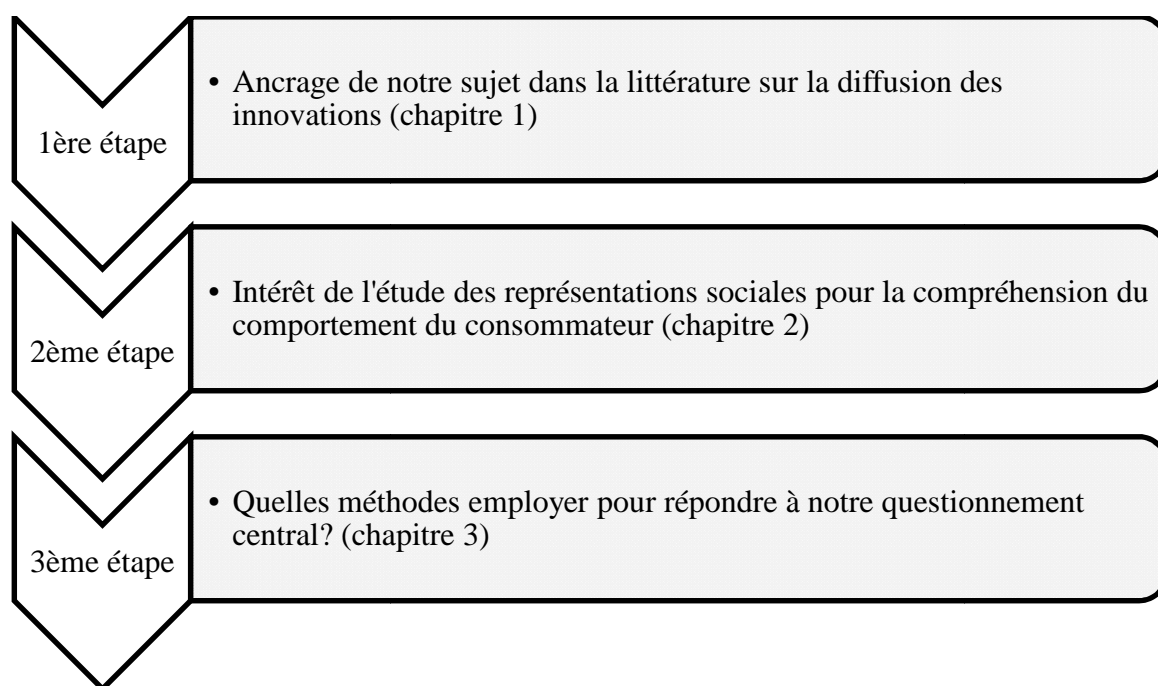 1ère étape
• Ancrage de notre sujet dans la littérature sur la diffusion des
innovations (chapitre 1)
2ème étape
• Intérêt de l'étude des représentations sociales pour la compréhension du
comportement du consommateur (chapitre 2)
3ème étape
• Quelles méthodes employer pour répondre à notre questionnement
central? (chapitre 3)